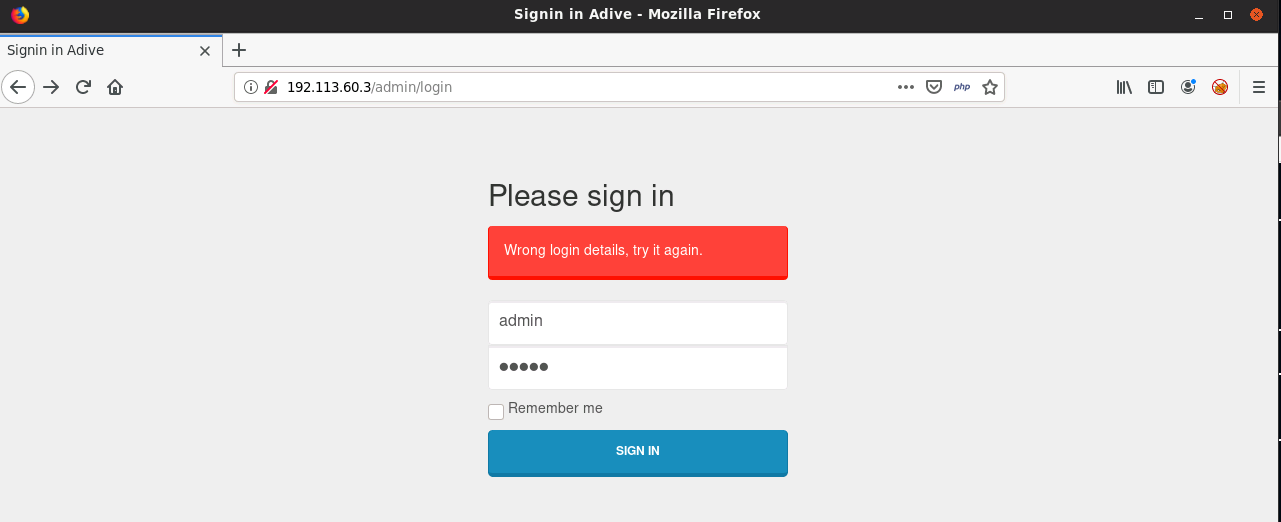 Signin in Adive - Mozilla Firefox
Signin in Adive
192.113.60.3/admin/login
php
Please sign in
Wrong login details, try it again.
admin
●●●●●
Remember me
SIGN IN